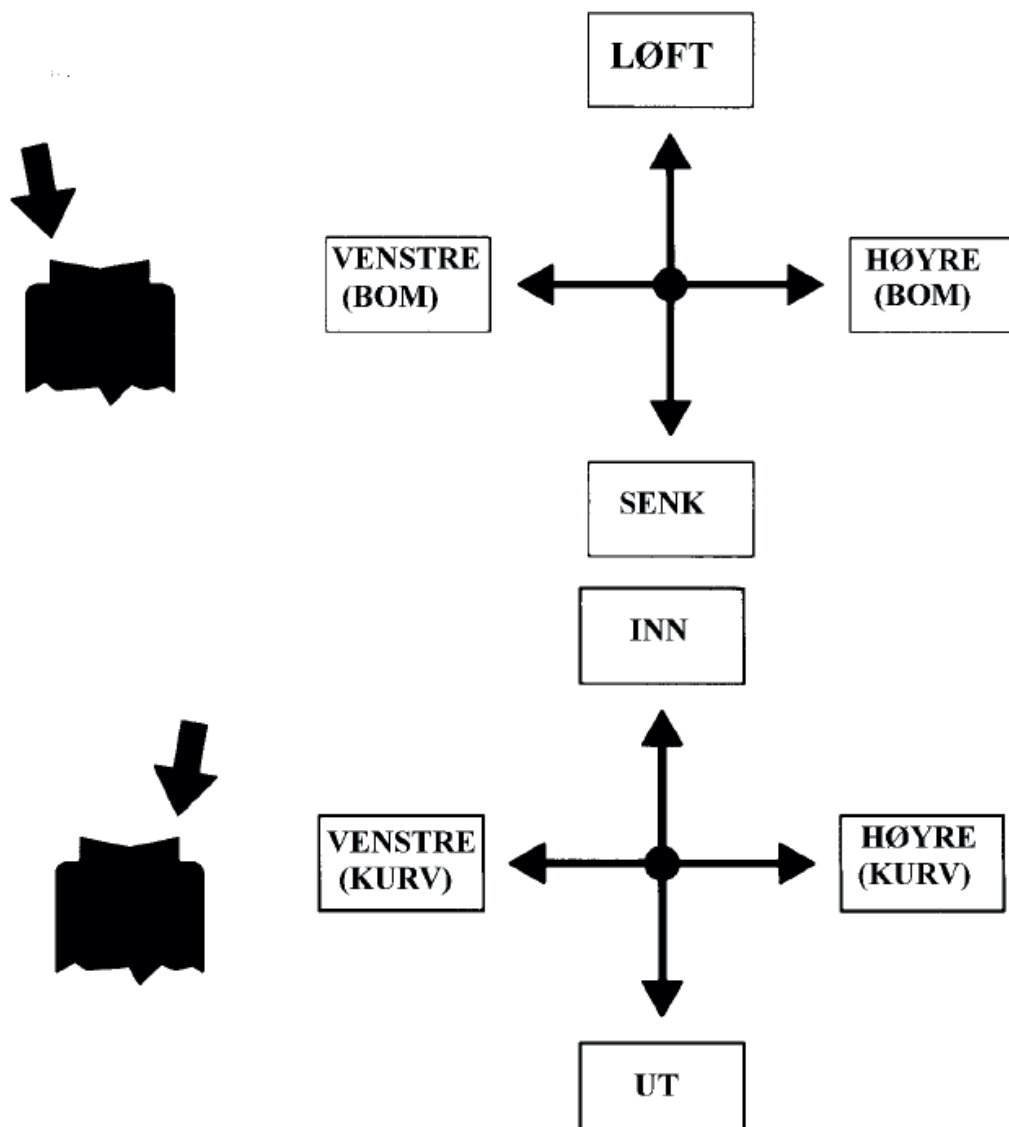 LØFT
VENSTRE
(BOM)
HØYRE
(BOM)
SENK
INN
VENSTRE
(KURV)
HØYRE
(KURV)
UT